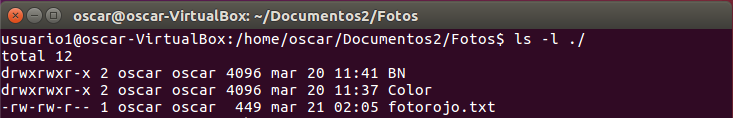 oscar@oscar-VirtualBox: ~/Documentos2/Fotos
usuario1@oscar-VirtualBox:/home/oscar/Documentos2/Fotos$ ls -l ./
total 12
drwxrwxr-x 2 oscar oscar 4096 mar 20 11:41 BN
drwxrwxr-x 2 oscar oscar 4096 mar 20 11:37 Color
-rw-rw-r-- 1 oscar oscar  449 mar 21 02:05 fotorojo.txt